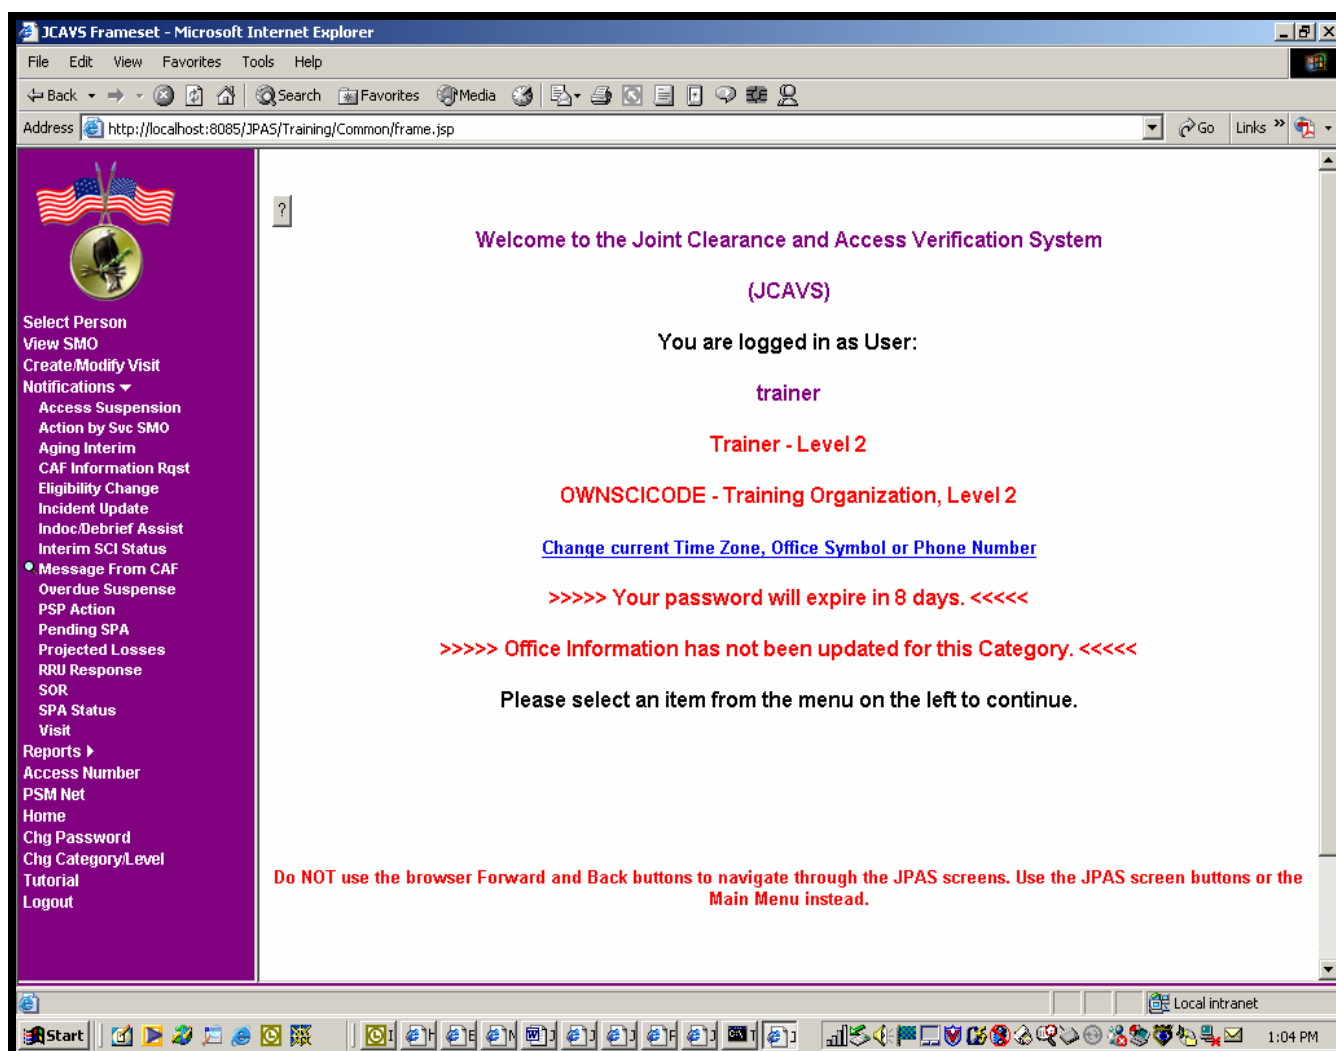 JCAVS Frameset - Microsoft Internet Explorer
File Edit View Favorites Tools Help
Back Search Favorites Media
Address http://localhost:8085/JPAS/Training/Common/frame.jsp Go Links »
?
Welcome to the Joint Clearance and Access Verification System
(JCAVS)
You are logged in as User:
trainer
Trainer - Level 2
OWNSCICODE - Training Organization, Level 2
Change current Time Zone, Office Symbol or Phone Number
>>>>> Your password will expire in 8 days. <<<<<
>>>>> Office Information has not been updated for this Category. <<<<<
Please select an item from the menu on the left to continue.
Do NOT use the browser Forward and Back buttons to navigate through the JPAS screens. Use the JPAS screen buttons or the
Main Menu instead.
Select Person
View SMO
Create/Modify Visit
Notifications
Access Suspension
Action by Svc SMO
Aging Interim
CAF Information Rqst
Eligibility Change
Incident Update
Indoc/Debrief Assist
Interim SCI Status
Message From CAF
Overdue Suspense
PSP Action
Pending SPA
Projected Losses
RRU Response
SOR
SPA Status
Visit
Reports
Access Number
PSM Net
Home
Chg Password
Chg Category/Level
Tutorial
Logout
Local intranet
Start 1:04 PM